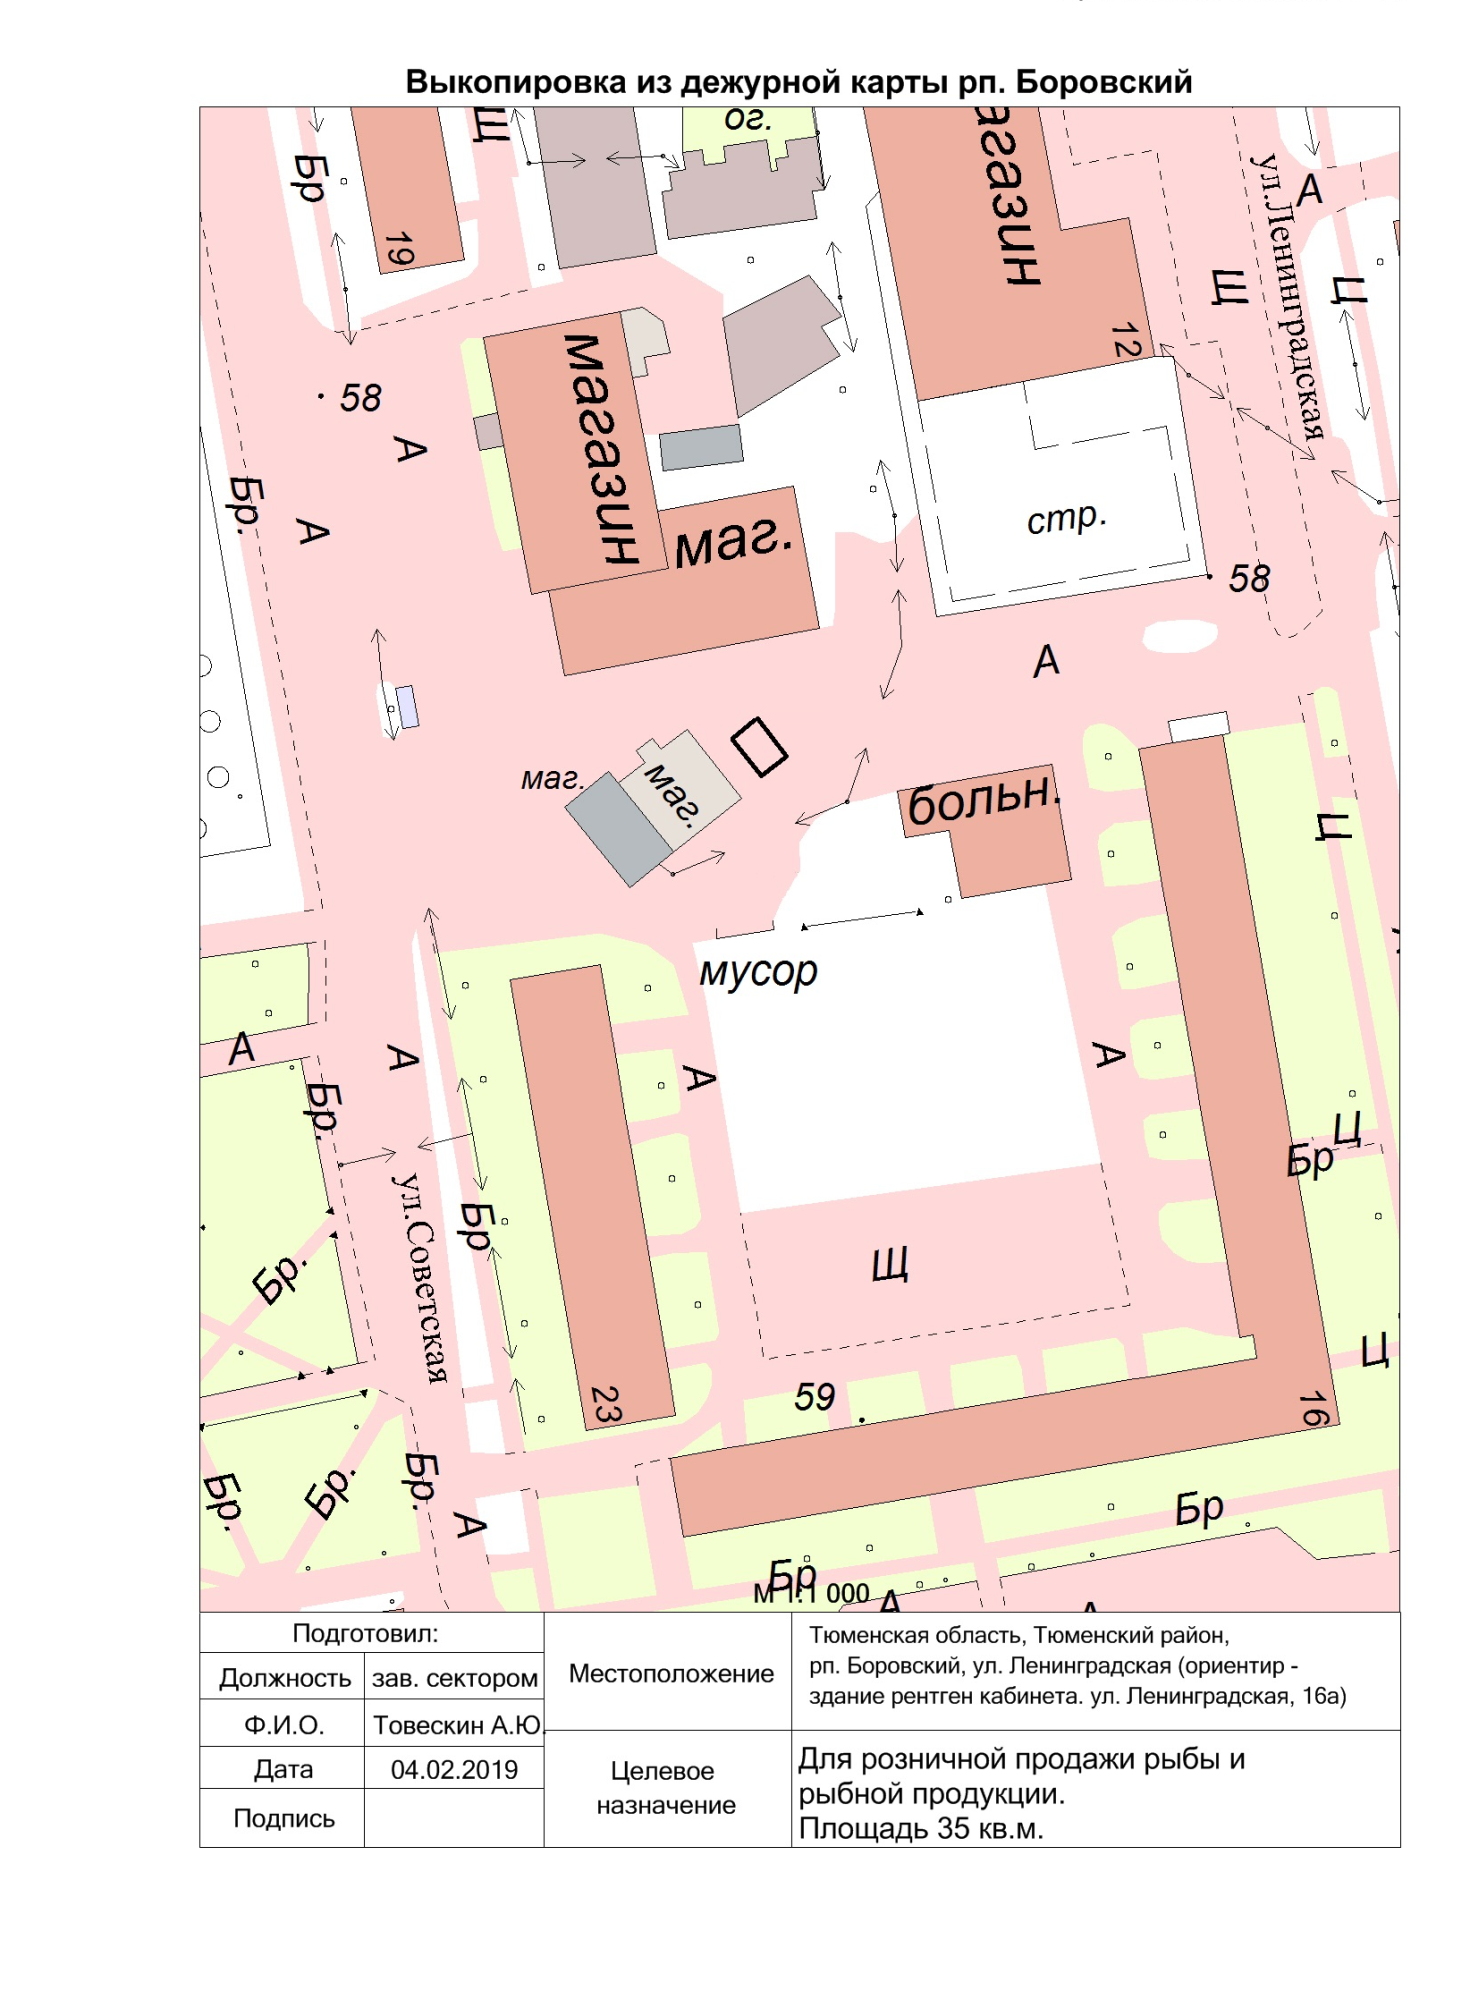 Выкопировка из дежурной карты рп. Боровский
ог.
Щ
Бр
19
агазин
ул.Ленинградская
А
Щ
Ц
12
магазин
58
А
Бр.
А
маг.
стр.
58
А
маг.
маг.
больн.
Ц
мусор
А
А
Бр.
А
А
Ц
Бр
ул.Советская
Бр
Бр.
Щ
Ц
59
23
16
Бр.
Бр.
Бр.
А
Бр
Бр
М 1:1 000
А
А
Подготовил:
Должность зав. сектором
Ф.И.О. Товескин А.Ю.
Дата 04.02.2019
Подпись
Местоположение
Тюменская область, Тюменский район,
рп. Боровский, ул. Ленинградская (ориентир -
здание рентген кабинета. ул. Ленинградская, 16а)
Целевое
назначение
Для розничной продажи рыбы и
рыбной продукции.
Площадь 35 кв.м.